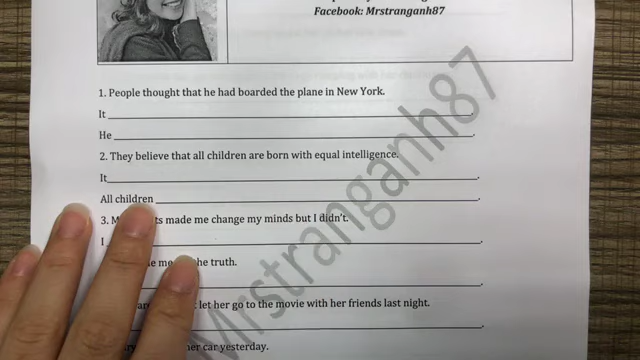 Facebook: Mrstranganh87
1. People thought that he had boarded the plane in New York.
It
He
2. They believe that all children are born with equal intelligence.
It
All children
3. made me change my minds but I didn't.
I
me the truth.
let her go to the movie with her friends last night.
her car yesterday.
Mrstranganh87